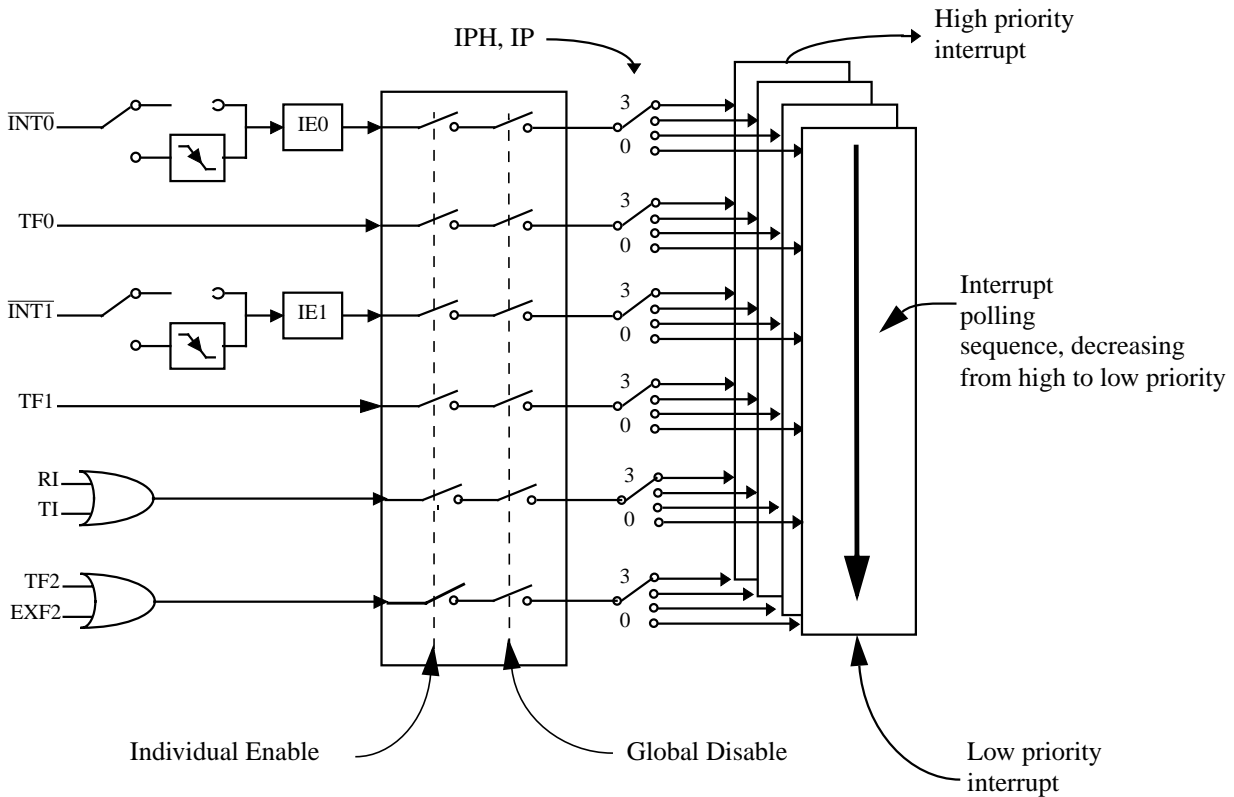 High priority
interrupt
IPH, IP
3
0
INT0
IE0
3
0
TF0
3
0
INT1
IE1
Interrupt
polling
sequence, decreasing
from high to low priority
3
0
TF1
3
0
RI
TI
3
0
TF2
EXF2
Individual Enable
Global Disable
Low priority
interrupt